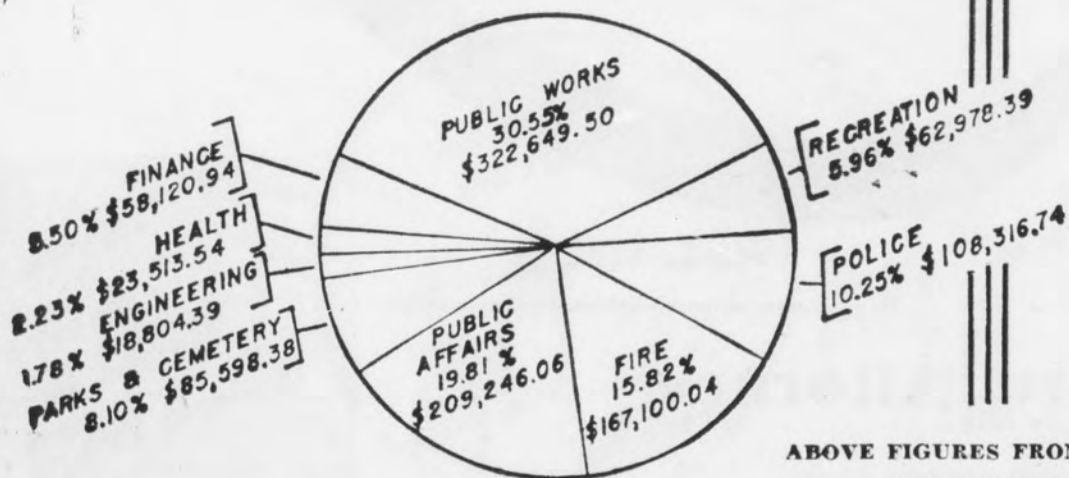 PUBLIC WORKS
30.55%
$322,649.50
RECREATION
5.96% $62,978.39
POLICE
10.25% $108,316.74
FIRE
15.82%
$167,100.04
PUBLIC
AFFAIRS
19.81 %
$209,246.06
FINANCE
5.50% $58,120.94
HEALTH
2.23% $23,513.54
ENGINEERING
1.78% $18,804.39
PARKS & CEMETERY
8.10% $85,598.38
ABOVE FIGURES FROM